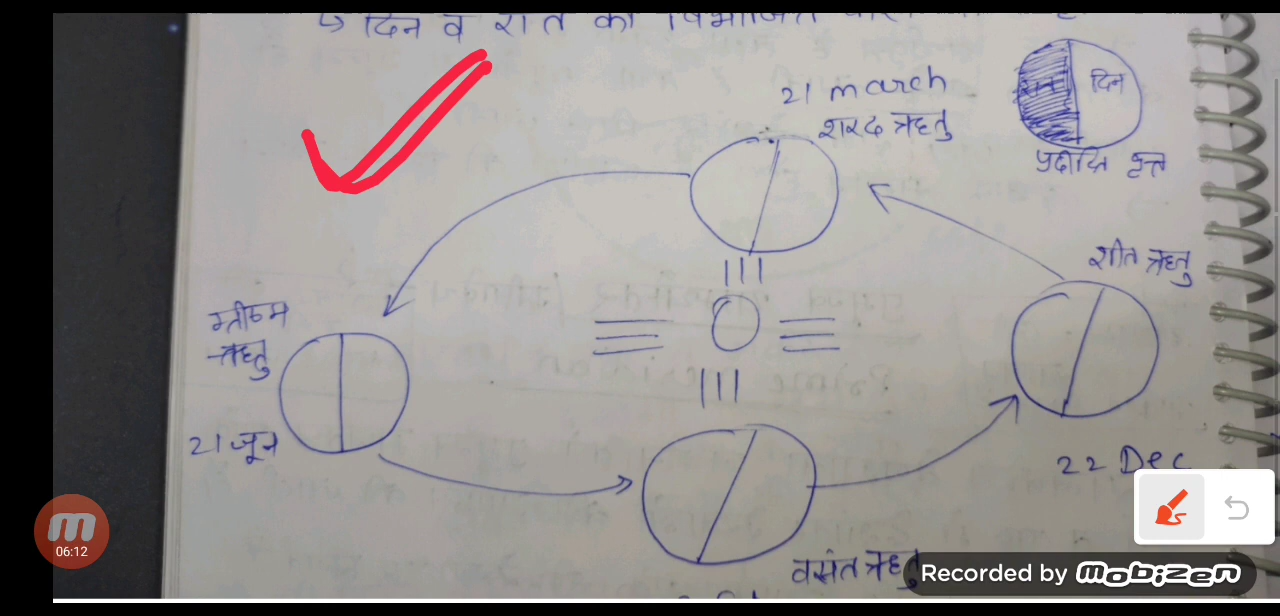 ↳ दिन व रात को विभाजित
21 march
शरद ऋतु
रात दिन
प्रदीप्ति वृत्त
शीत ऋतु
ग्रीष्म
ऋतु
21 जून
22 Dec
वसंत ऋतु
06:12
Recorded by Mobizen